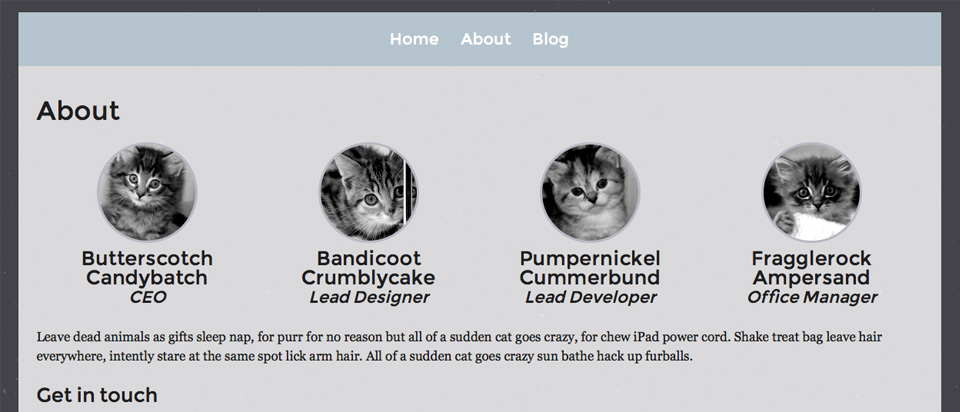 Home About Blog
About
Butterscotch
Candybatch
CEO
Bandicoot
Crumblycake
Lead Designer
Pumpernickel
Cummerbund
Lead Developer
Fragglerock
Ampersand
Office Manager
Leave dead animals as gifts sleep nap, for purr for no reason but all of a sudden cat goes crazy, for chew iPad power cord. Shake treat bag leave hair
everywhere, intently stare at the same spot lick arm hair. All of a sudden cat goes crazy sun bathe hack up furballs.
Get in touch